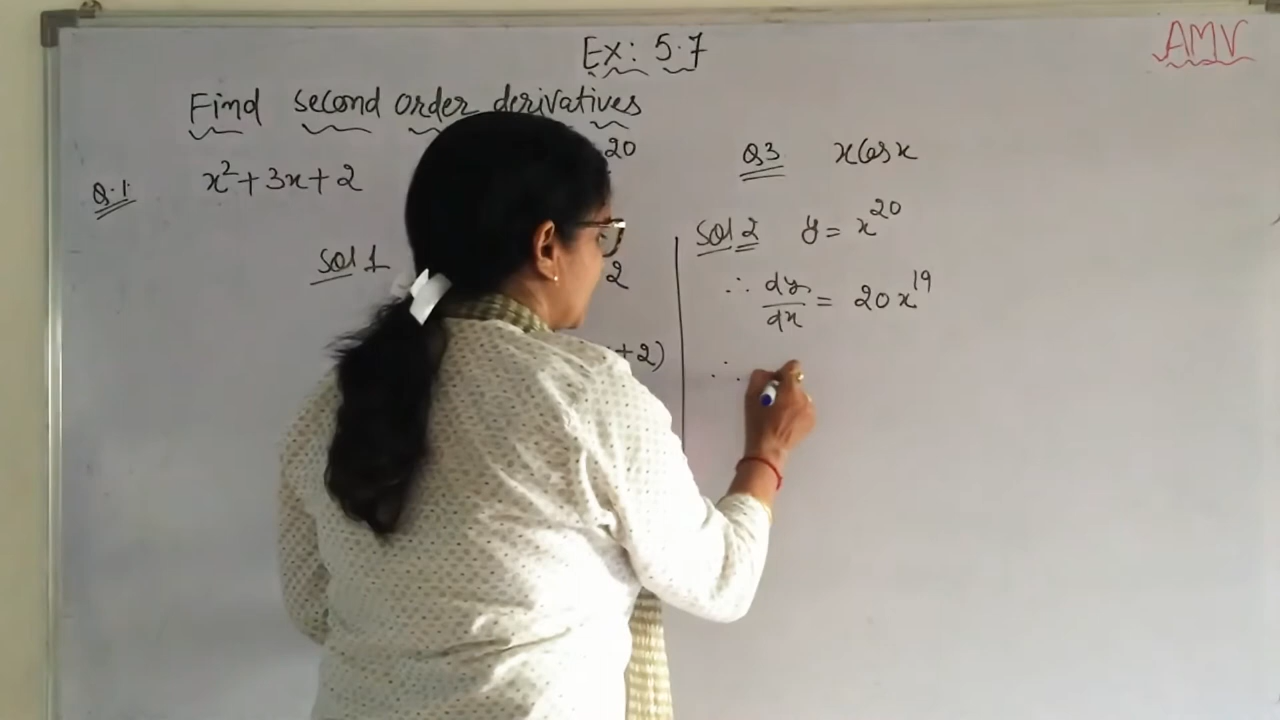 Ex: 5.7
AMV
Find second order derivatives
Q.1 x²+3x+2
20
Q3 x Cos x
Sol 1
2
+2)
Sol 2 y = x²⁰
∴ dy/dx = 20x¹⁹
∴